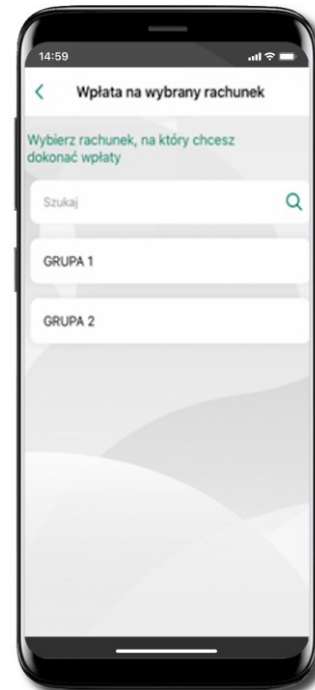 14:59
Wpłata na wybrany rachunek
Wybierz rachunek, na który chcesz
dokonać wpłaty
Szukaj
GRUPA 1
GRUPA 2